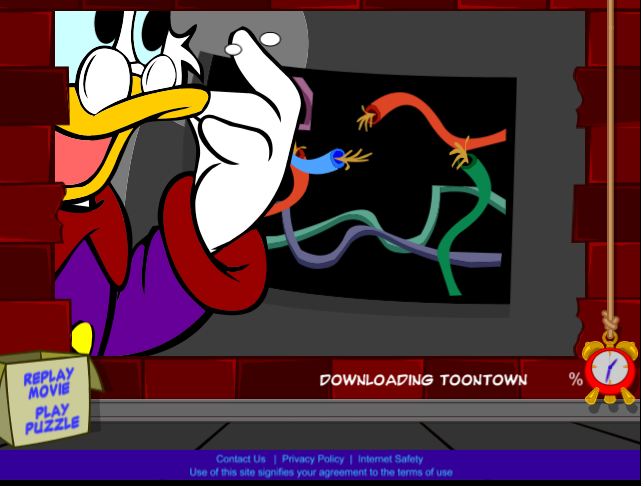 DOWNLOADING TOONTOWN %
REPLAY
MOVIE
PLAY
PUZZLE
Contact Us | Privacy Policy | Internet Safety
Use of this site signifies your agreement to the terms of use